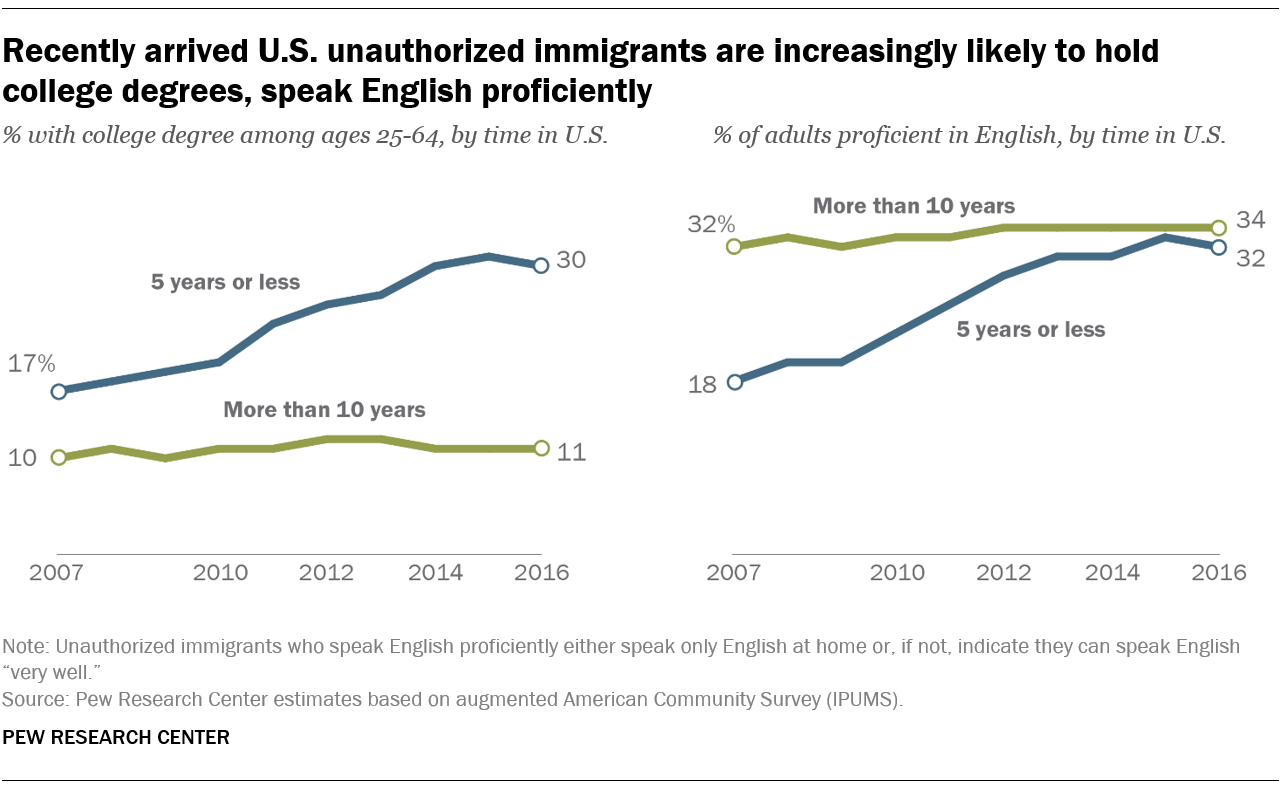 Recently arrived U.S. unauthorized immigrants are increasingly likely to hold
college degrees, speak English proficiently
% with college degree among ages 25-64, by time in U.S.
17%
5 years or less
30
More than 10 years
10
11
2007
2010
2012
2014
2016
% of adults proficient in English, by time in U.S.
32%
More than 10 years
34
32
5 years or less
18
2007
2010
2012
2014
2016
Note: Unauthorized immigrants who speak English proficiently either speak only English at home or, if not, indicate they can speak English
“very well.”
Source: Pew Research Center estimates based on augmented American Community Survey (IPUMS).
PEW RESEARCH CENTER